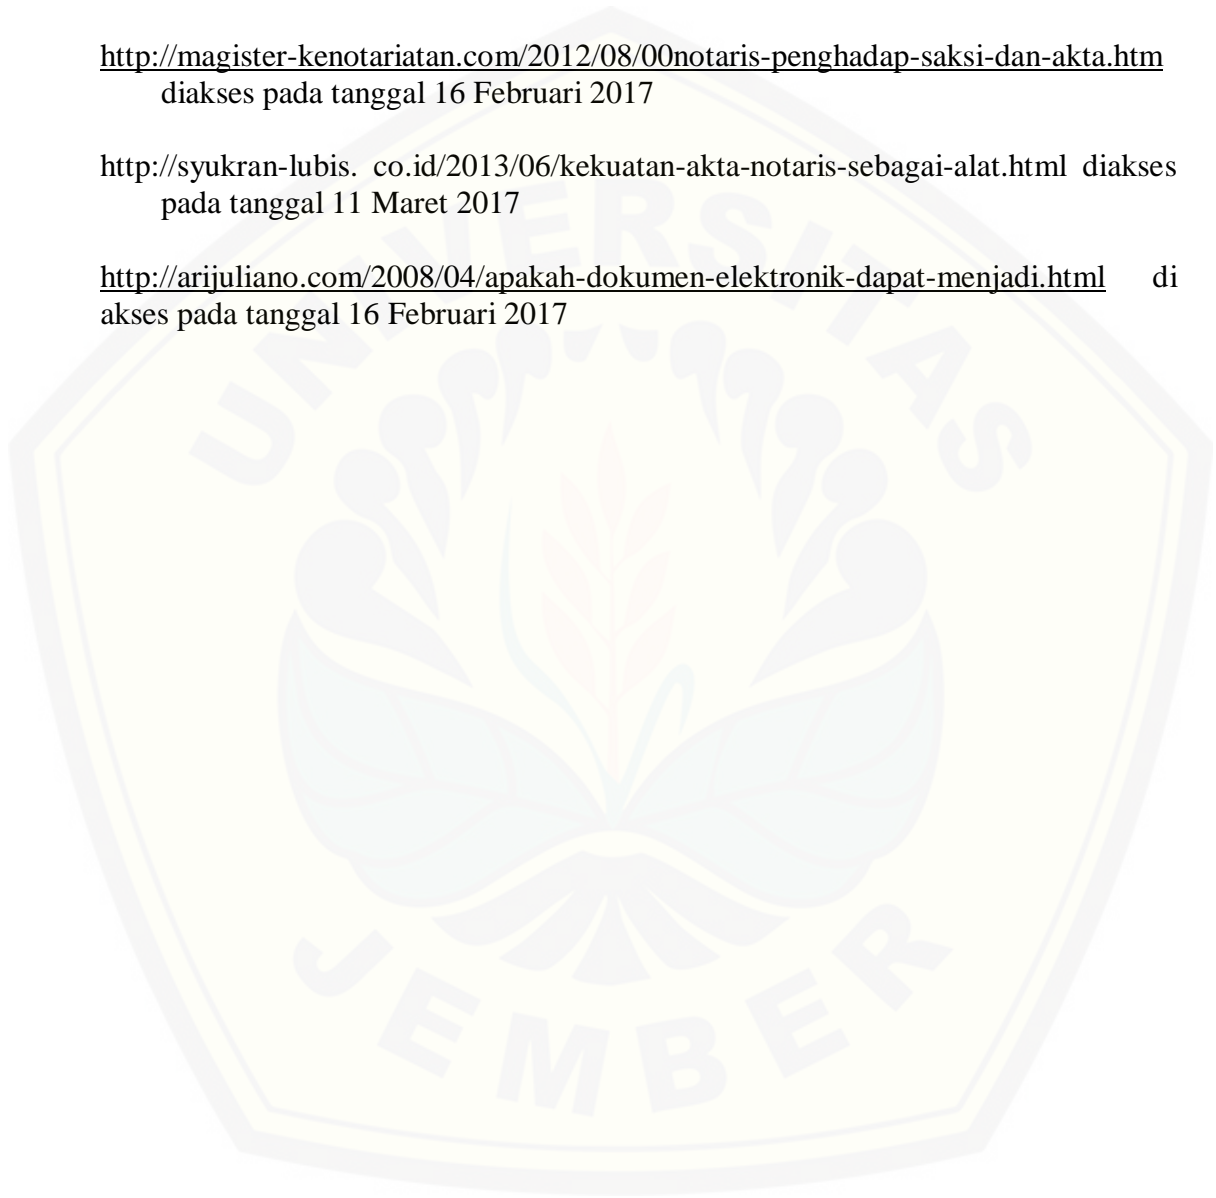 http://magister-kenotariatan.com/2012/08/00notaris-penghadap-saksi-dan-akta.htm
diakses pada tanggal 16 Februari 2017
http://syukran-lubis. co.id/2013/06/kekuatan-akta-notaris-sebagai-alat.html diakses
pada tanggal 11 Maret 2017
http://arijuliano.com/2008/04/apakah-dokumen-elektronik-dapat-menjadi.html di
akses pada tanggal 16 Februari 2017
UNIVERSITAS
JEMBER